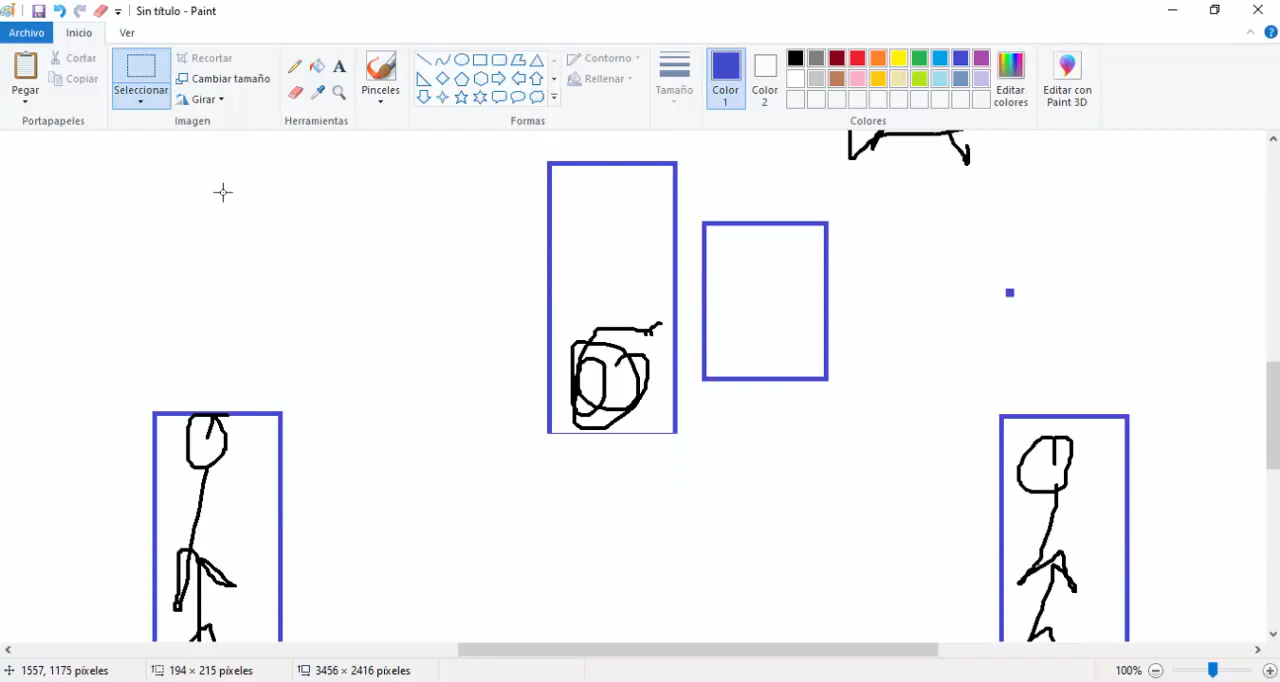 Sin título - Paint
Archivo Inicio Ver
Pegar
Cortar
Copiar
Portapapeles
Seleccionar
Recortar
Cambiar tamaño
Girar
Imagen
A
Herramientas
Pinceles
Contorno
Rellenar
Formas
Tamaño
Color
1
Color
2
Editar
colores
Colores
Editar con
Paint 3D
1557, 1175 píxeles
194 × 215 píxeles
3456 × 2416 píxeles
100%